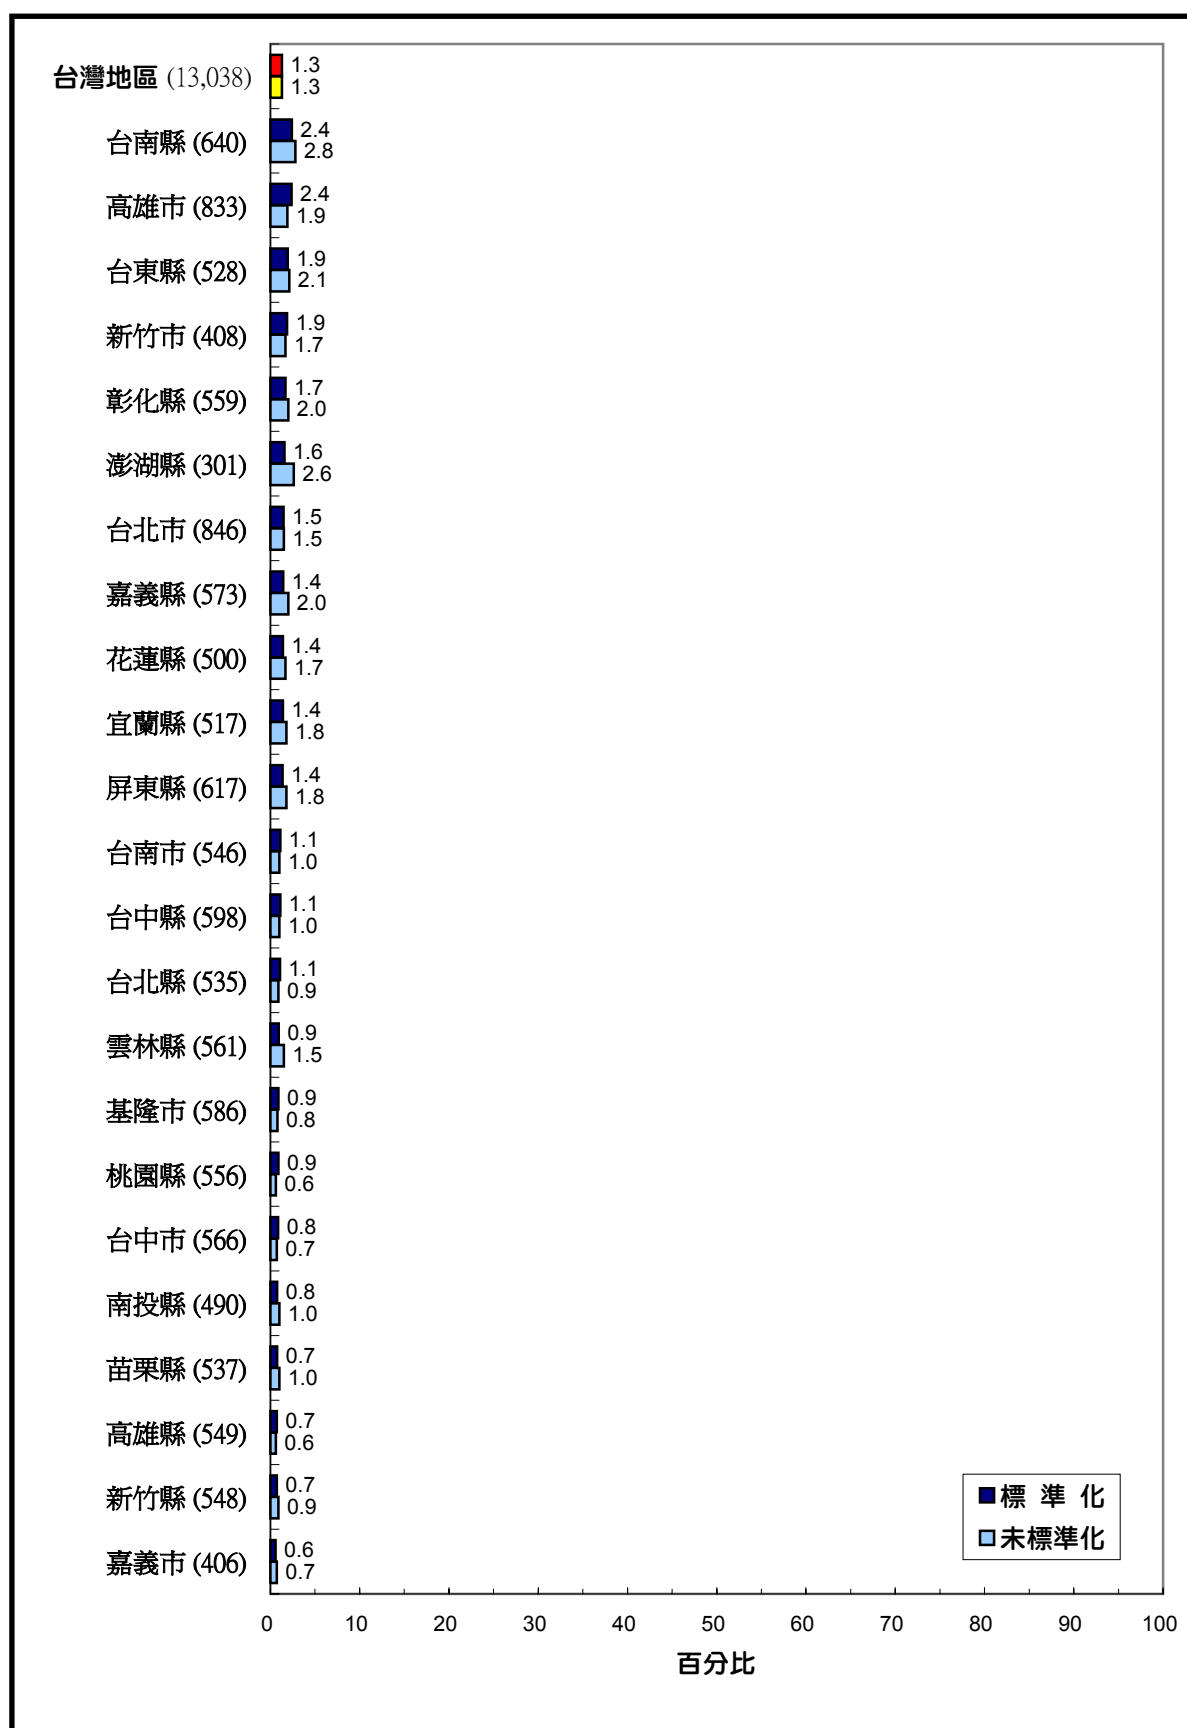 台灣地區 (13,038)
1.3
1.3
台南縣 (640)
2.4
2.8
高雄市 (833)
2.4
1.9
台東縣 (528)
1.9
2.1
新竹市 (408)
1.9
1.7
彰化縣 (559)
1.7
2.0
澎湖縣 (301)
1.6
2.6
台北市 (846)
1.5
1.5
嘉義縣 (573)
1.4
2.0
花蓮縣 (500)
1.4
1.7
宜蘭縣 (517)
1.4
1.8
屏東縣 (617)
1.4
1.8
台南市 (546)
1.1
1.0
台中縣 (598)
1.1
1.0
台北縣 (535)
1.1
0.9
雲林縣 (561)
0.9
1.5
基隆市 (586)
0.9
0.8
桃園縣 (556)
0.9
0.6
台中市 (566)
0.8
0.7
南投縣 (490)
0.8
1.0
苗栗縣 (537)
0.7
1.0
高雄縣 (549)
0.7
0.6
新竹縣 (548)
0.7
0.9
嘉義市 (406)
0.6
0.7
標 準 化
未標準化
0 10 20 30 40 50 60 70 80 90 100
百分比